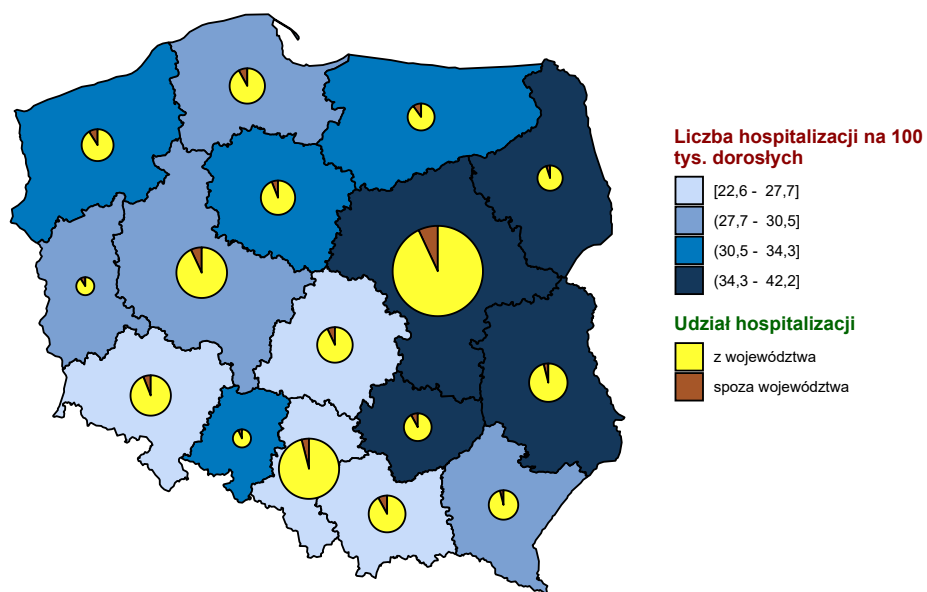 Liczba hospitalizacji na 100
tys. dorosłych
[22,6 - 27,7]
(27,7 - 30,5]
(30,5 - 34,3]
(34,3 - 42,2]
Udział hospitalizacji
z województwa
spoza województwa